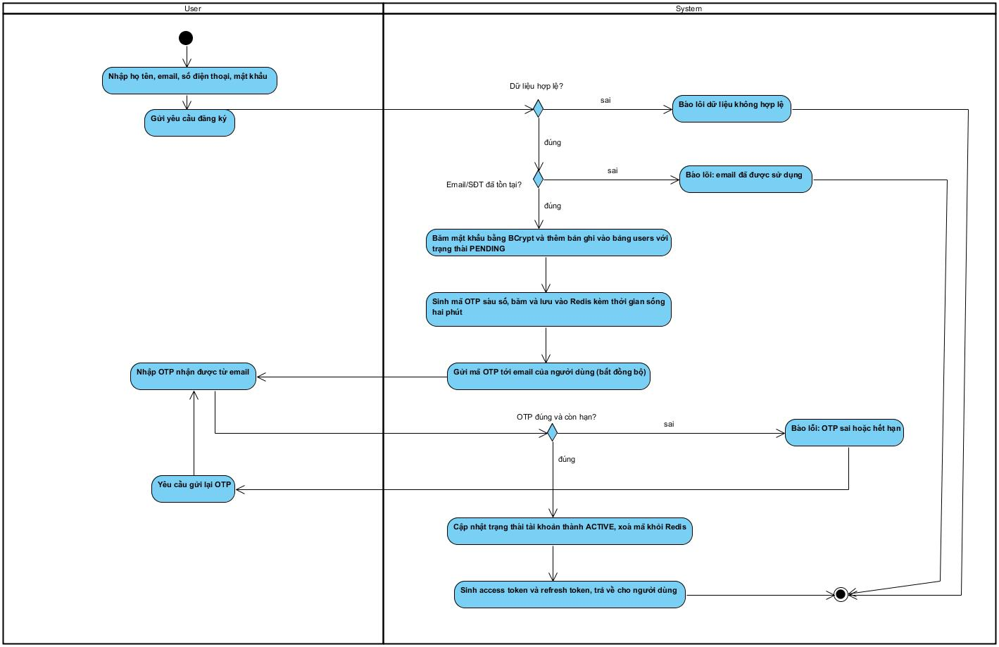 User
System
Nhập họ tên, email, số điện thoại, mật khẩu
Dữ liệu hợp lệ?
sai
Báo lỗi dữ liệu không hợp lệ
Gửi yêu cầu đăng ký
đúng
sai
Báo lỗi: email đã được sử dụng
Email/SĐT đã tồn tại?
đúng
Băm mật khẩu bằng BCrypt và thêm bản ghi vào bảng users với
trạng thái PENDING
Sinh mã OTP sáu số, băm và lưu vào Redis kèm thời gian sống
hai phút
Nhập OTP nhận được từ email
Gửi mã OTP tới email của người dùng (bất đồng bộ)
OTP đúng và còn hạn?
sai
Báo lỗi: OTP sai hoặc hết hạn
đúng
Yêu cầu gửi lại OTP
Cập nhật trạng thái tài khoản thành ACTIVE, xoá mã khỏi Redis
Sinh access token và refresh token, trả về cho người dùng